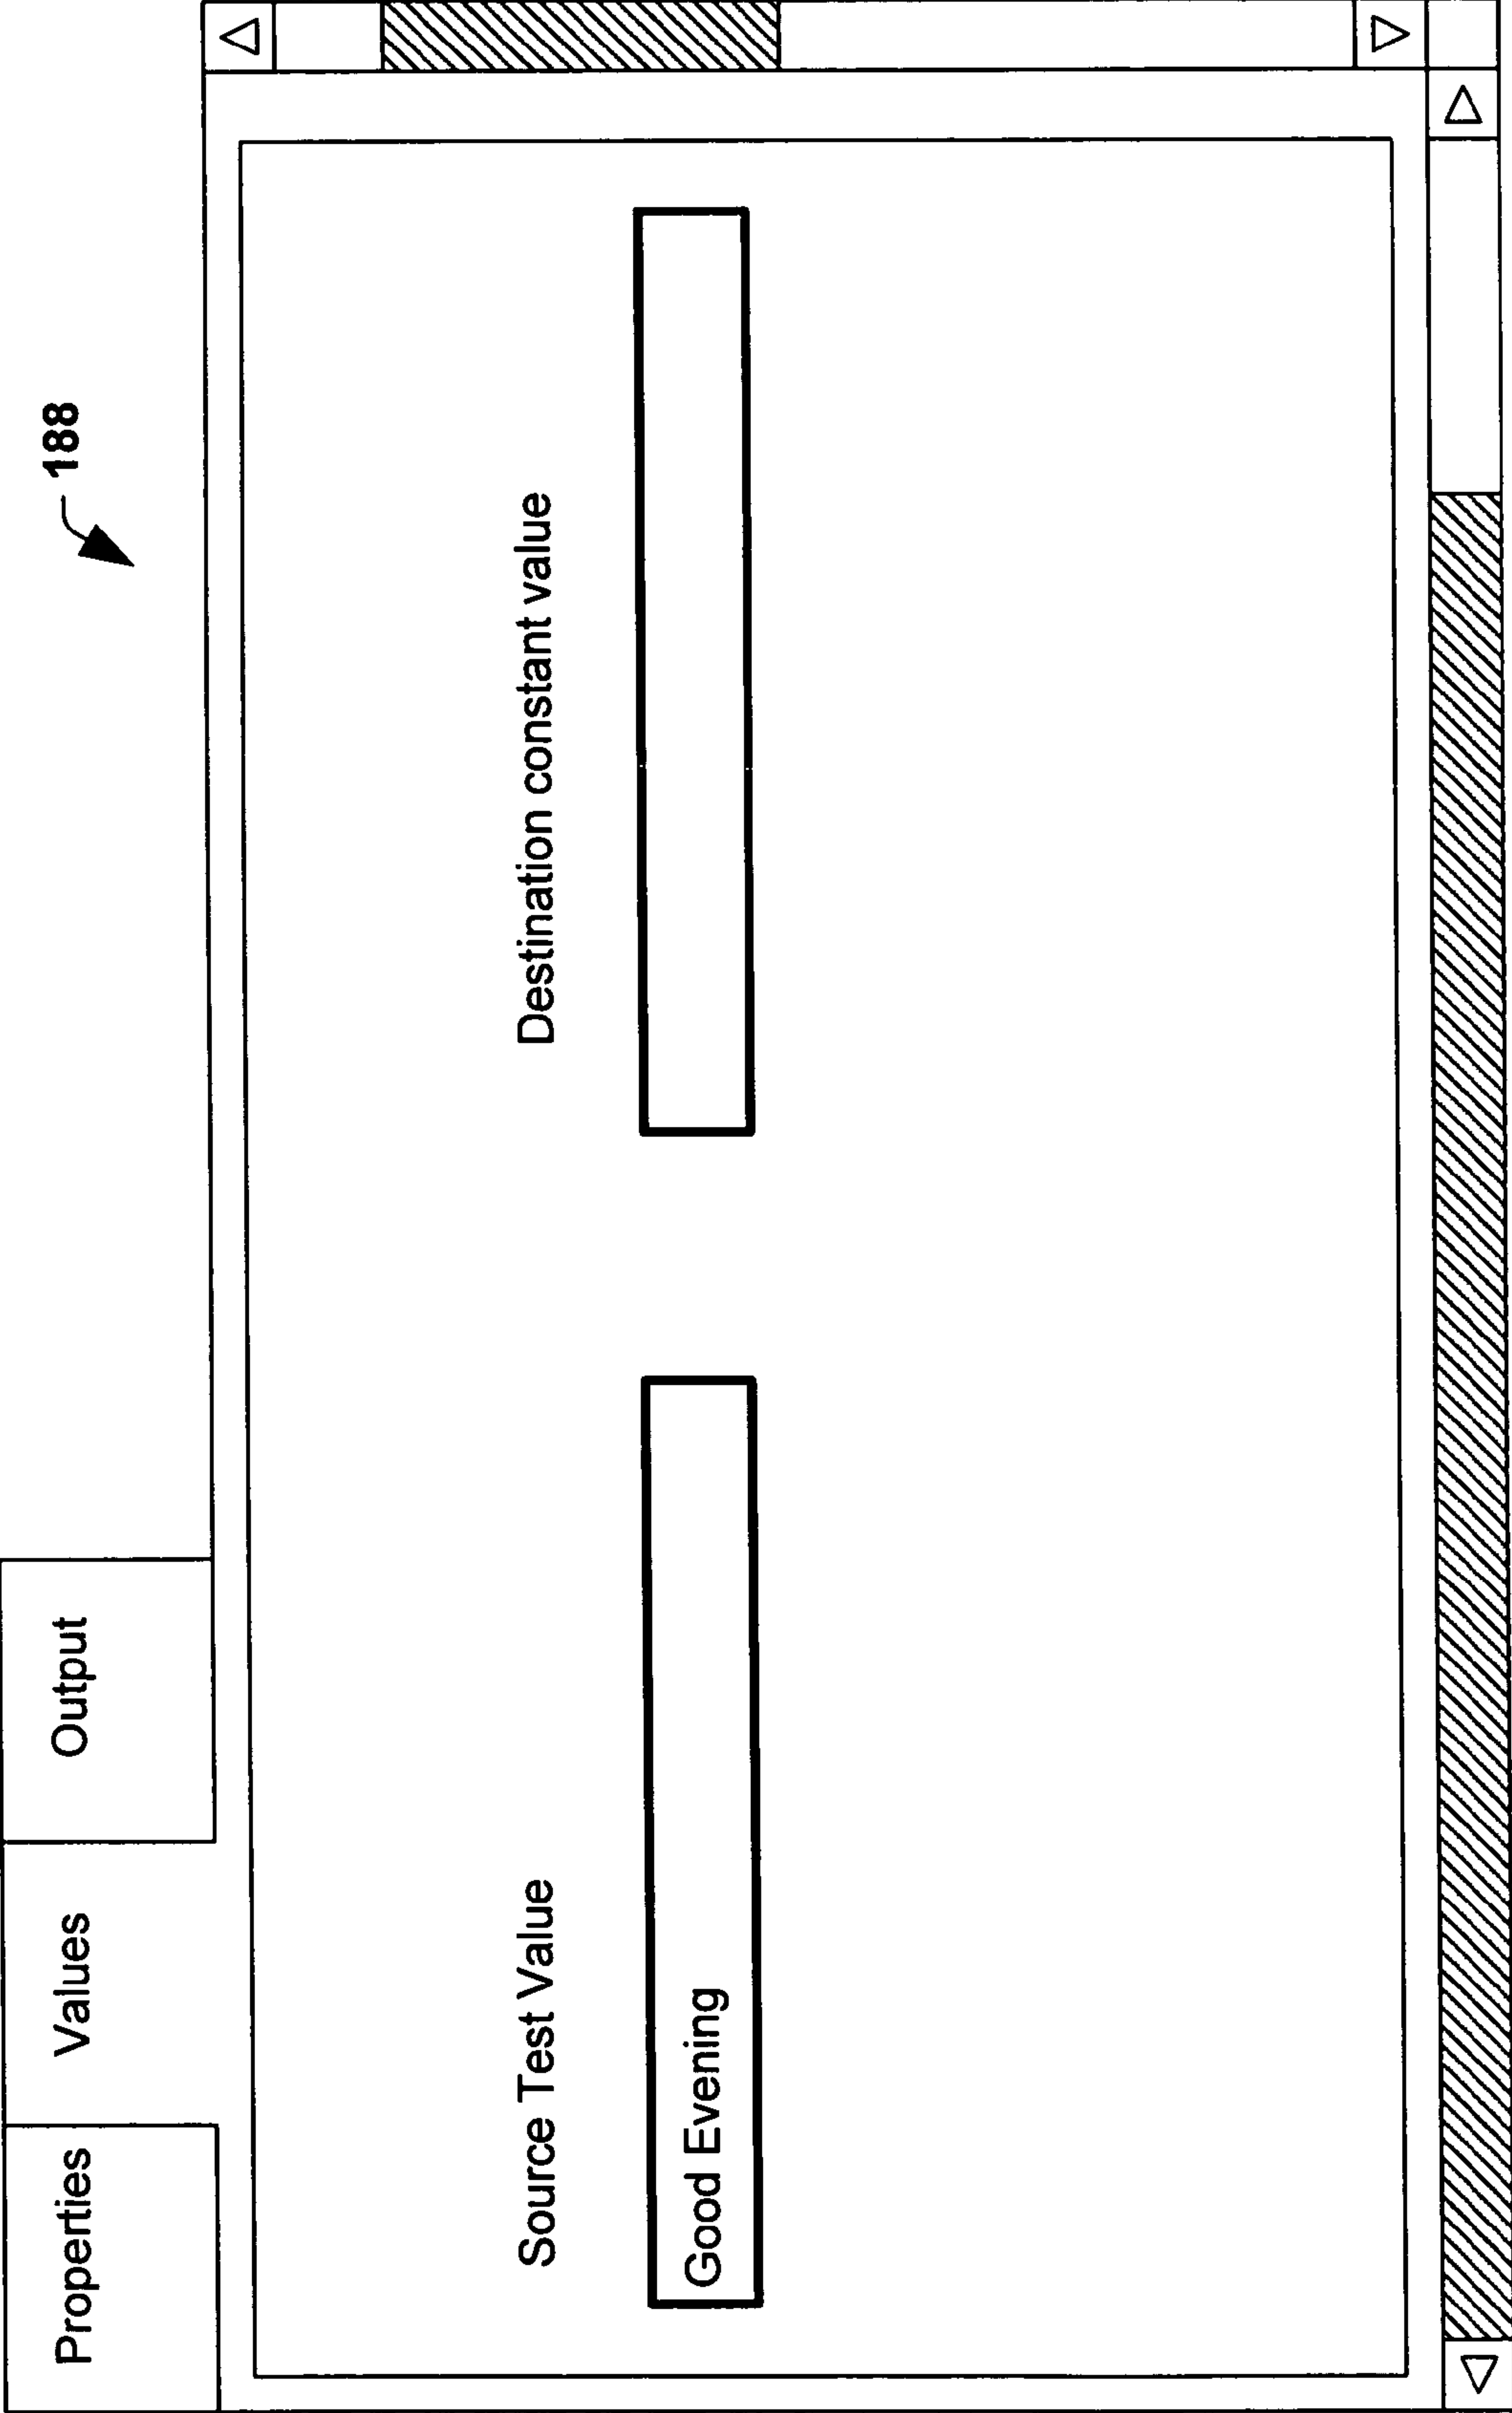 188
Properties Values Output
Source Test Value Destination constant value
Good Evening